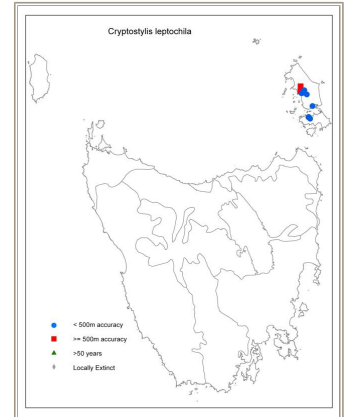 Cryptostylis leptochila
< 500m accuracy
>= 500m accuracy
>50 years
Locally Extinct